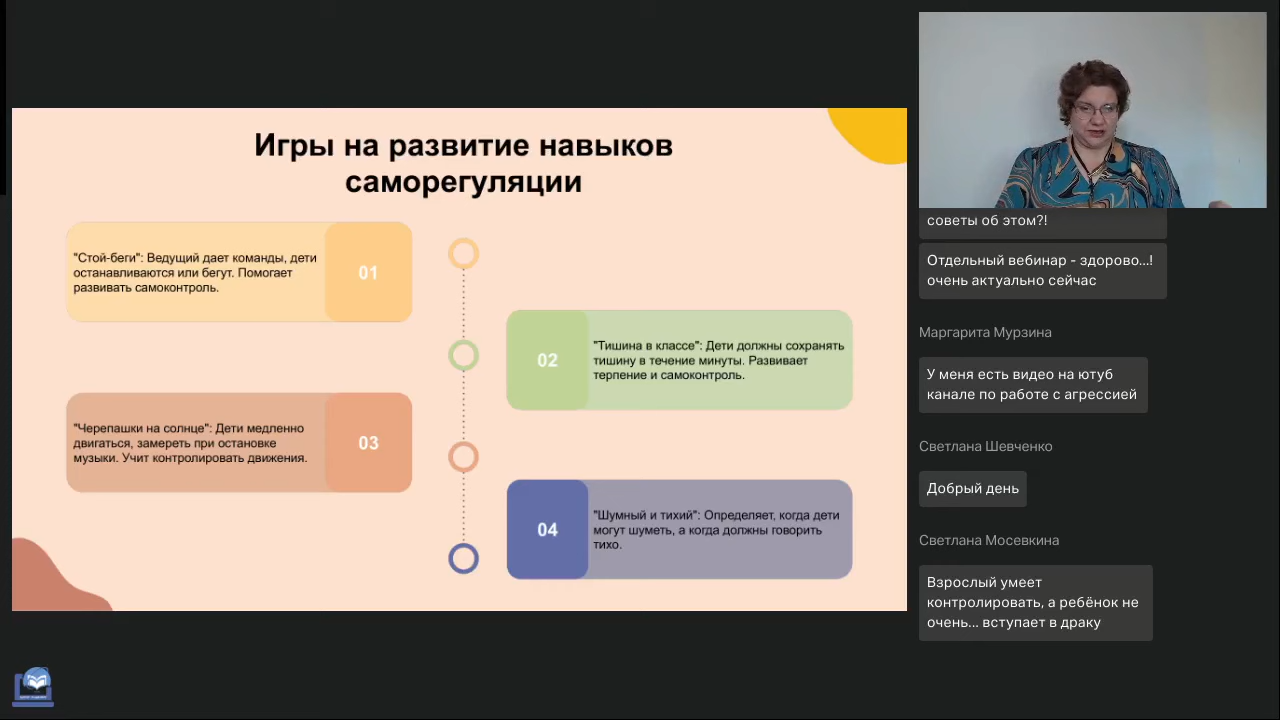 Игры на развитие навыков
саморегуляции
"Стой-беги": Ведущий дает команды, дети
останавливаются или бегут. Помогает
развивать самоконтроль.
01
02
"Тишина в классе": Дети должны сохранять
тишину в течение минуты. Развивает
терпение и самоконтроль.
"Черепашки на солнце": Дети медленно
двигаться, замереть при остановке
музыки. Учит контролировать движения.
03
04
"Шумный и тихий": Определяет, когда дети
могут шуметь, а когда должны говорить
тихо.
советы об этом?!
Отдельный вебинар - здорово...!
очень актуально сейчас
Маргарита Мурзина
У меня есть видео на ютуб
канале по работе с агрессией
Светлана Шевченко
Добрый день
Светлана Мосевкина
Взрослый умеет
контролировать, а ребёнок не
очень... вступает в драку